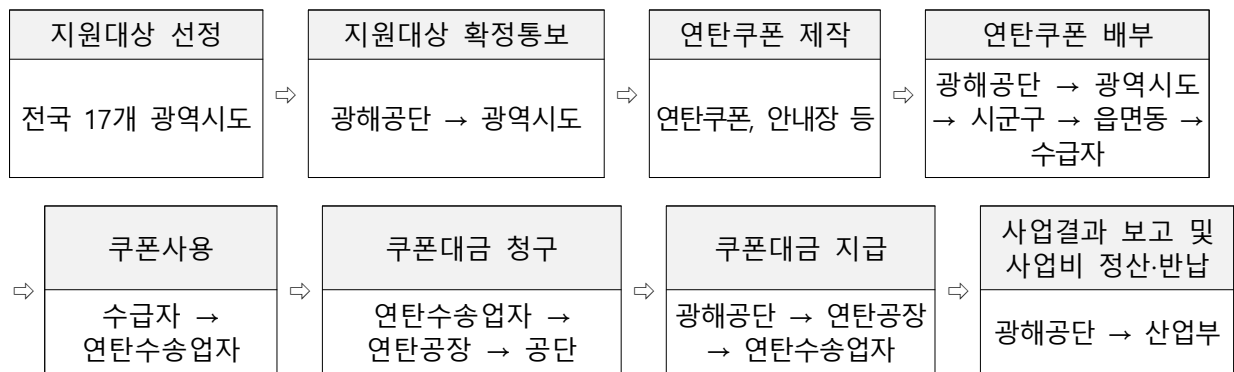 지원대상 선정
전국 17개 광역시도
⇨
지원대상 확정통보
광해공단 → 광역시도
⇨
연탄쿠폰 제작
연탄쿠폰, 안내장 등
⇨
연탄쿠폰 배부
광해공단 → 광역시도
→ 시군구 → 읍면동 →
수급자
⇨
쿠폰사용
수급자 →
연탄수송업자
⇨
쿠폰대금 청구
연탄수송업자 →
연탄공장 → 공단
⇨
쿠폰대금 지급
광해공단 → 연탄공장
→ 연탄수송업자
⇨
사업결과 보고 및
사업비 정산·반납
광해공단 → 산업부